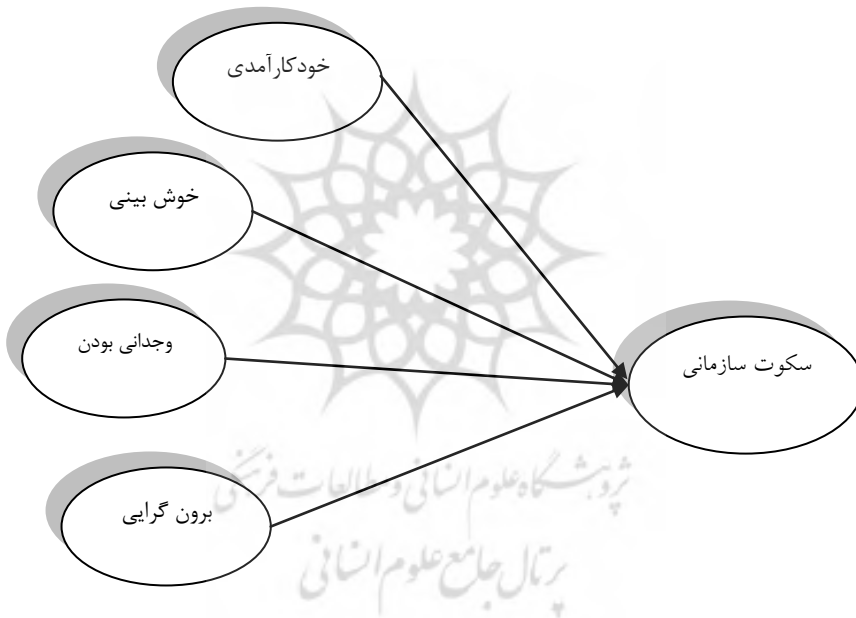 خودکارآمدی
خوش بینی
وجدانی بودن
سکوت سازمانی
برون گرایی
پژوهشگاه علوم انسانی و مطالعات فرهنگی
پرتال جامع علوم انسانی